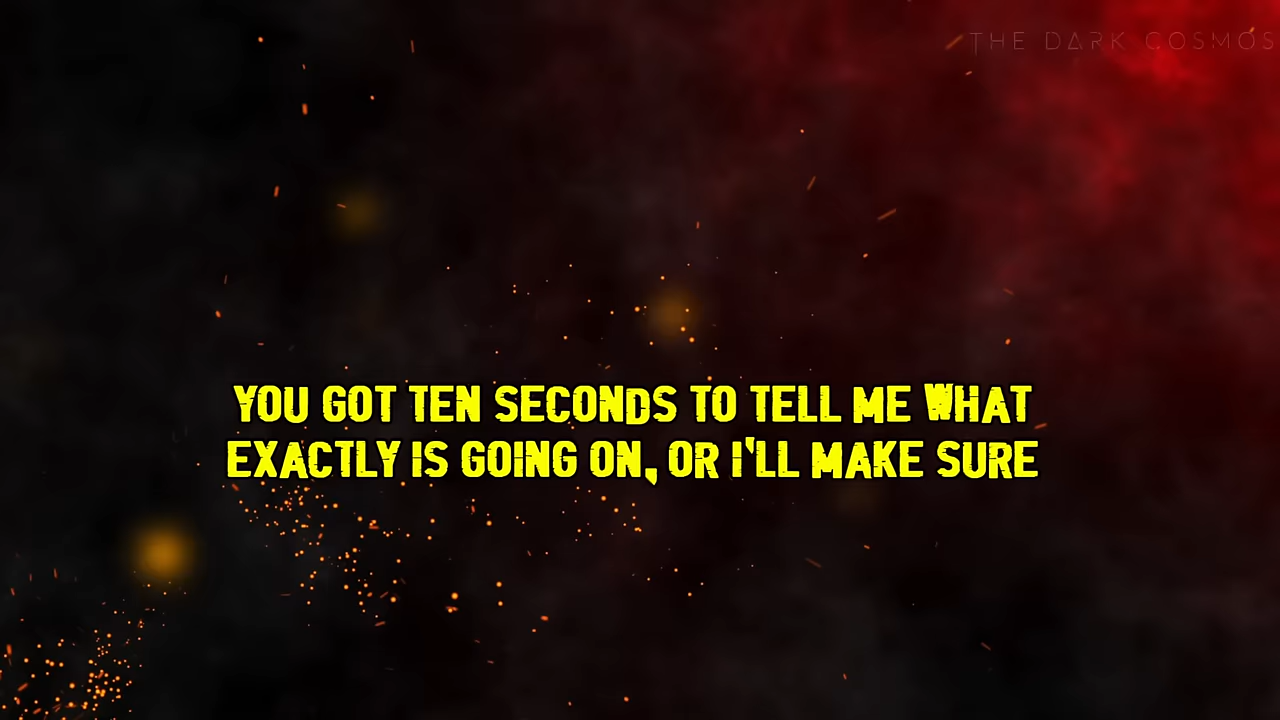 THE DARK COSMOS
YOU GOT TEN SECONDS TO TELL ME WHAT
EXACTLY IS GOING ON, OR I'LL MAKE SURE